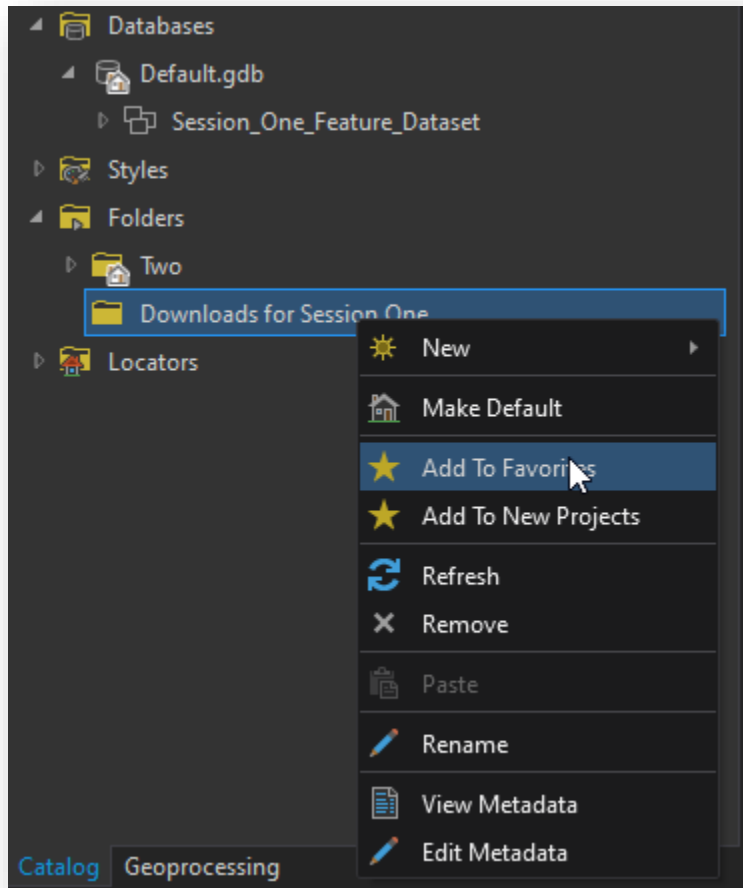 Databases
Default.gdb
Session_One_Feature_Dataset
Styles
Folders
Two
Downloads for Session One
New
Locators
Make Default
Add To Favorites
Add To New Projects
Refresh
Remove
Paste
Rename
View Metadata
Edit Metadata
Catalog Geoprocessing